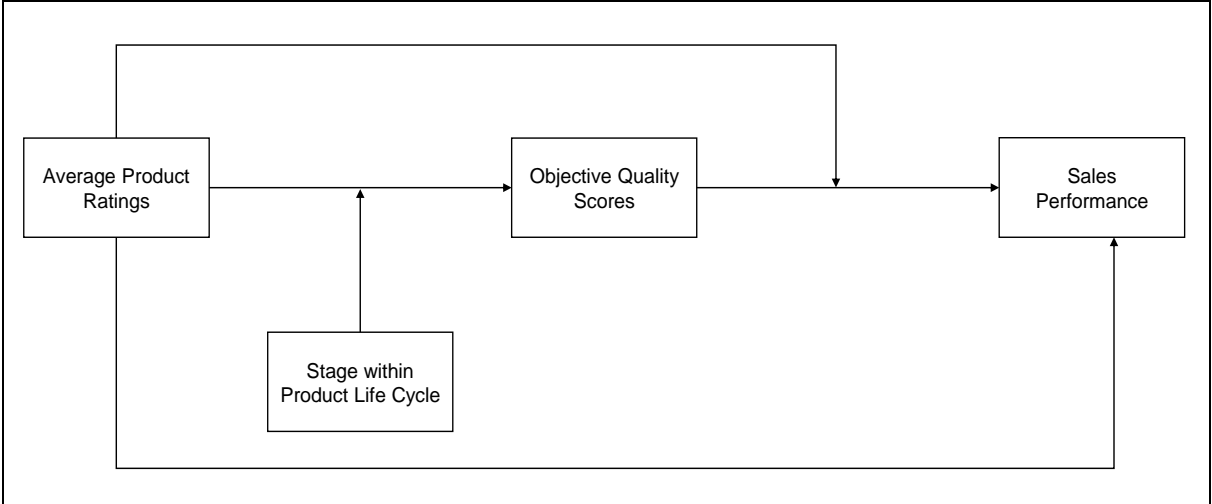 Average Product
Ratings
Objective Quality
Scores
Sales
Performance
Stage within
Product Life Cycle